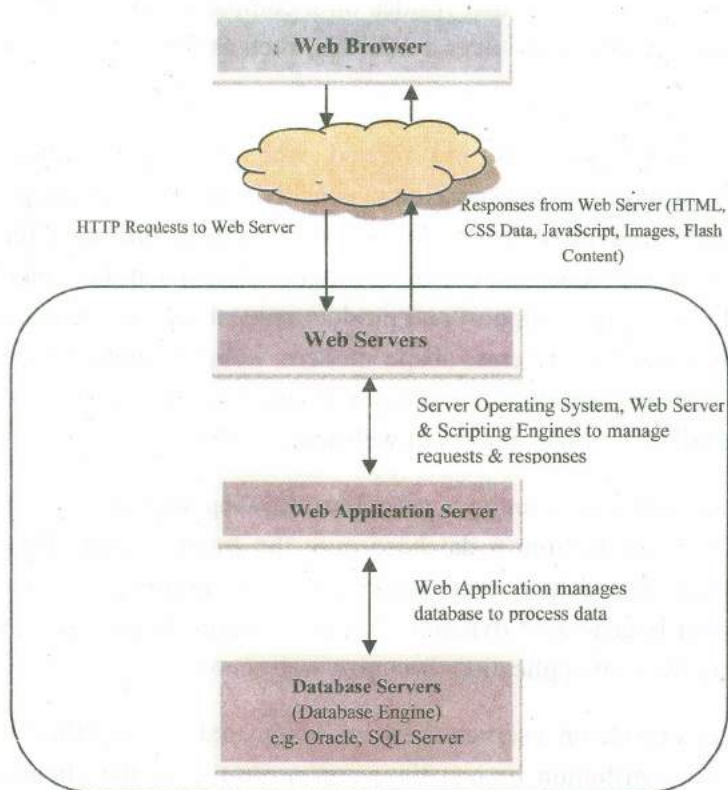 Web Browser
HTTP Requests to Web Server
Responses from Web Server (HTML,
CSS Data, JavaScript, Images, Flash
Content)
Web Servers
Server Operating System, Web Server
& Scripting Engines to manage
requests & responses
Web Application Server
Web Application manages
database to process data
Database Servers
(Database Engine)
e.g. Oracle, SQL Server